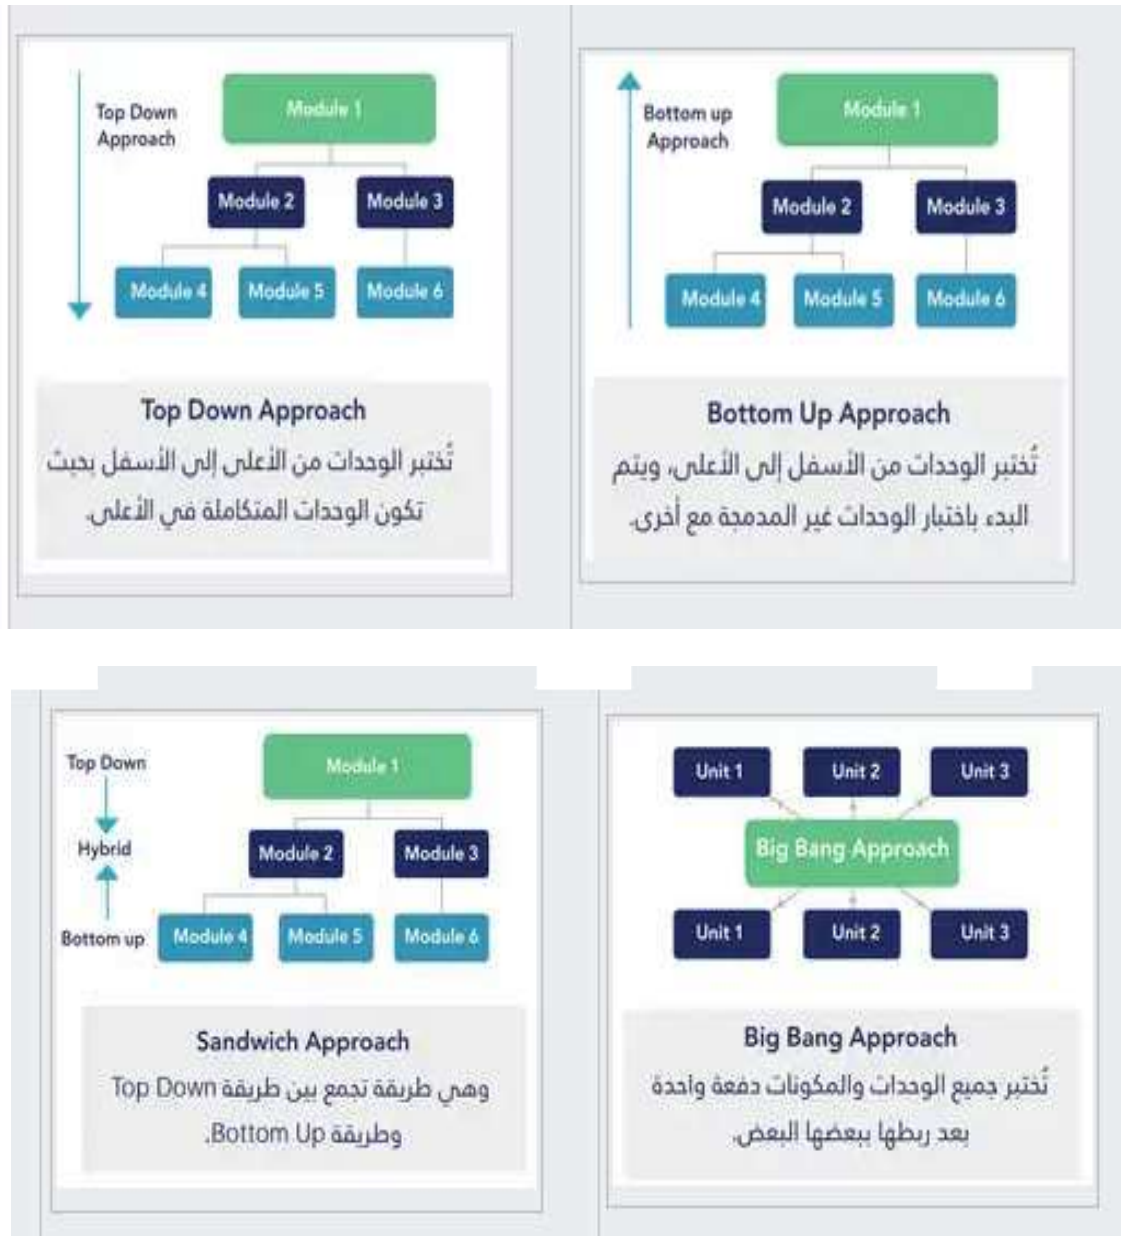 Top Down
Approach
Module 1
Module 2
Module 3
Module 4
Module 5
Module 6
Top Down Approach
تُختبر الوحدات من الأعلى إلى الأسفل بحيث
تكون الوحدات المتكاملة في الأعلى.
Bottom up
Approach
Module 1
Module 2
Module 3
Module 4
Module 5
Module 6
Bottom Up Approach
تُختبر الوحدات من الأسفل إلى الأعلى، ويتم
البدء باختبار الوحدات غير المدمجة مع أخرى.
Top Down
Hybrid
Bottom up
Module 1
Module 2
Module 3
Module 4
Module 5
Module 6
Sandwich Approach
وهي طريقة تجمع بين طريقة Top Down
وطريقة Bottom Up.
Unit 1
Unit 2
Unit 3
Big Bang Approach
Unit 1
Unit 2
Unit 3
Big Bang Approach
تُختبر جميع الوحدات والمكونات دفعة واحدة
بعد ربطها ببعضها البعض.